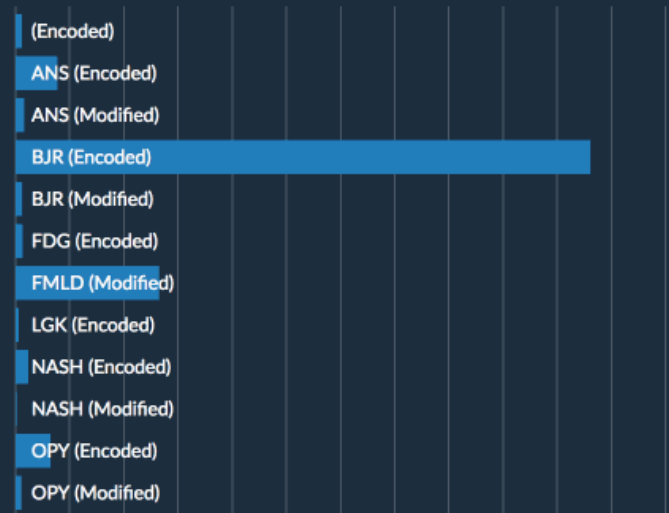 (Encoded)
ANS (Encoded)
ANS (Modified)
BJR (Encoded)
BJR (Modified)
FDG (Encoded)
FMLD (Modified)
LGK (Encoded)
NASH (Encoded)
NASH (Modified)
OPY (Encoded)
OPY (Modified)